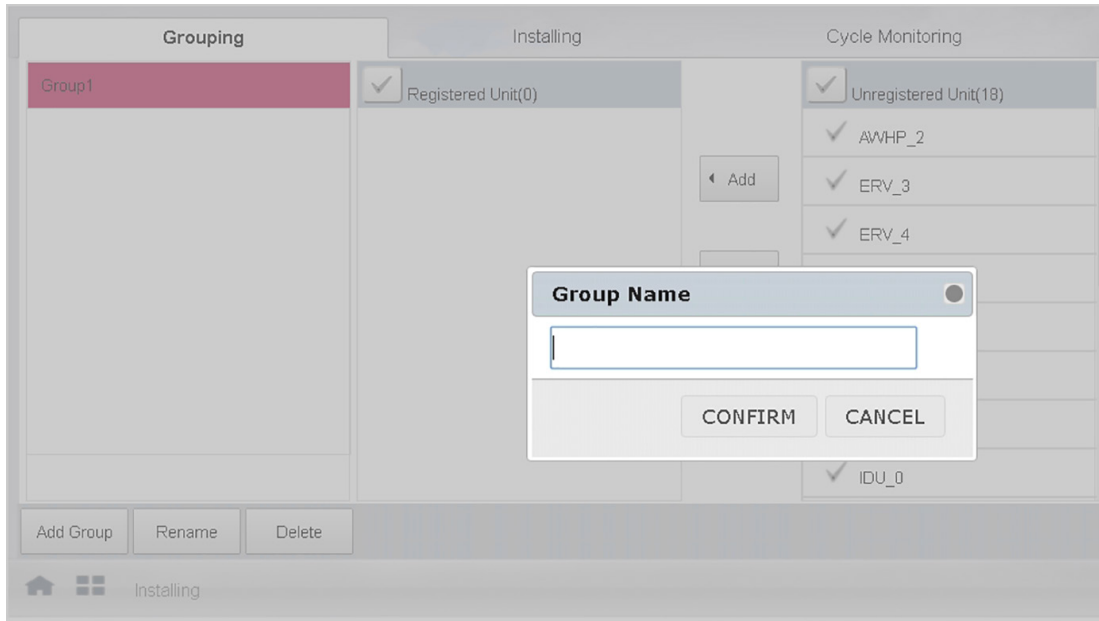 Grouping
Installing
Cycle Monitoring
Group1
Registered Unit(0)
Unregistered Unit(18)
AWHP_2
Add
ERV_3
ERV_4
Group Name
CONFIRM
CANCEL
IDU_0
Add Group
Rename
Delete
Installing